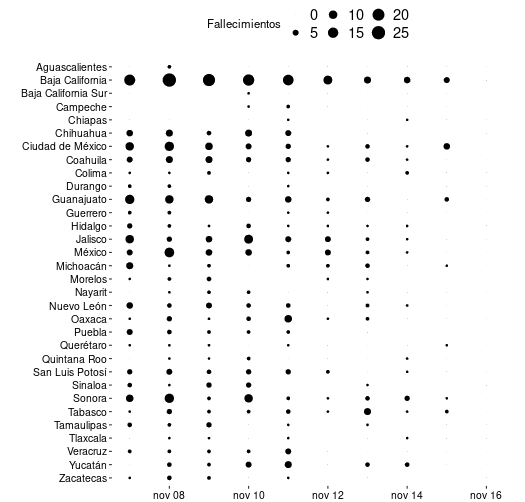 Fallecimientos
0 10 20
5 15 25
Aguascalientes
Baja California
Baja California Sur
Campeche
Chiapas
Chihuahua
Ciudad de México
Coahuila
Colima
Durango
Guanajuato
Guerrero
Hidalgo
Jalisco
México
Michoacán
Morelos
Nayarit
Nuevo León
Oaxaca
Puebla
Querétaro
Quintana Roo
San Luis Potosí
Sinaloa
Sonora
Tabasco
Tamaulipas
Tlaxcala
Veracruz
Yucatán
Zacatecas
nov 08 nov 10 nov 12 nov 14 nov 16